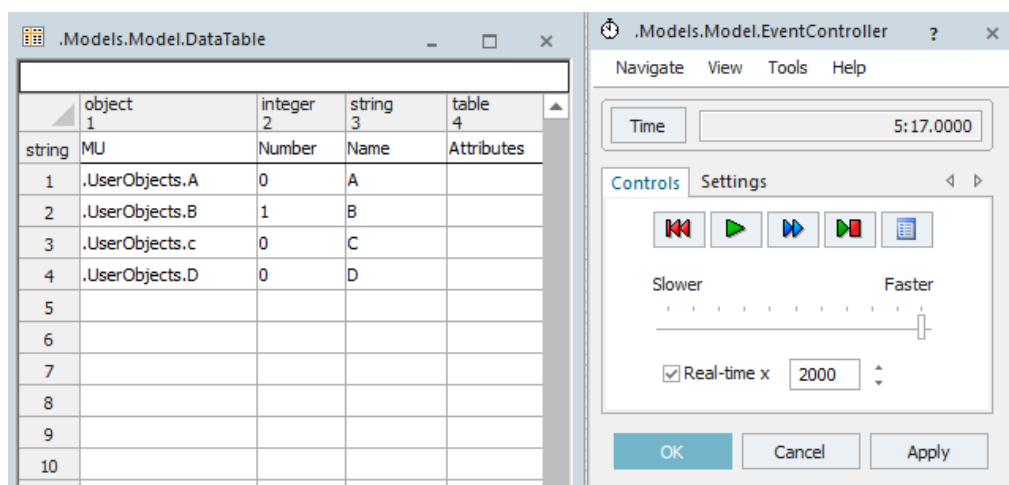 .Models.Model.DataTable
object integer string table
1 2 3 4
string MU Number Name Attributes
1 .UserObjects.A 0 A
2 .UserObjects.B 1 B
3 .UserObjects.c 0 C
4 .UserObjects.D 0 D
5
6
7
8
9
10
.Models.Model.EventController ?
Navigate View Tools Help
Time 5:17.0000
Controls Settings
Slower Faster
Real-time x 2000
OK Cancel Apply